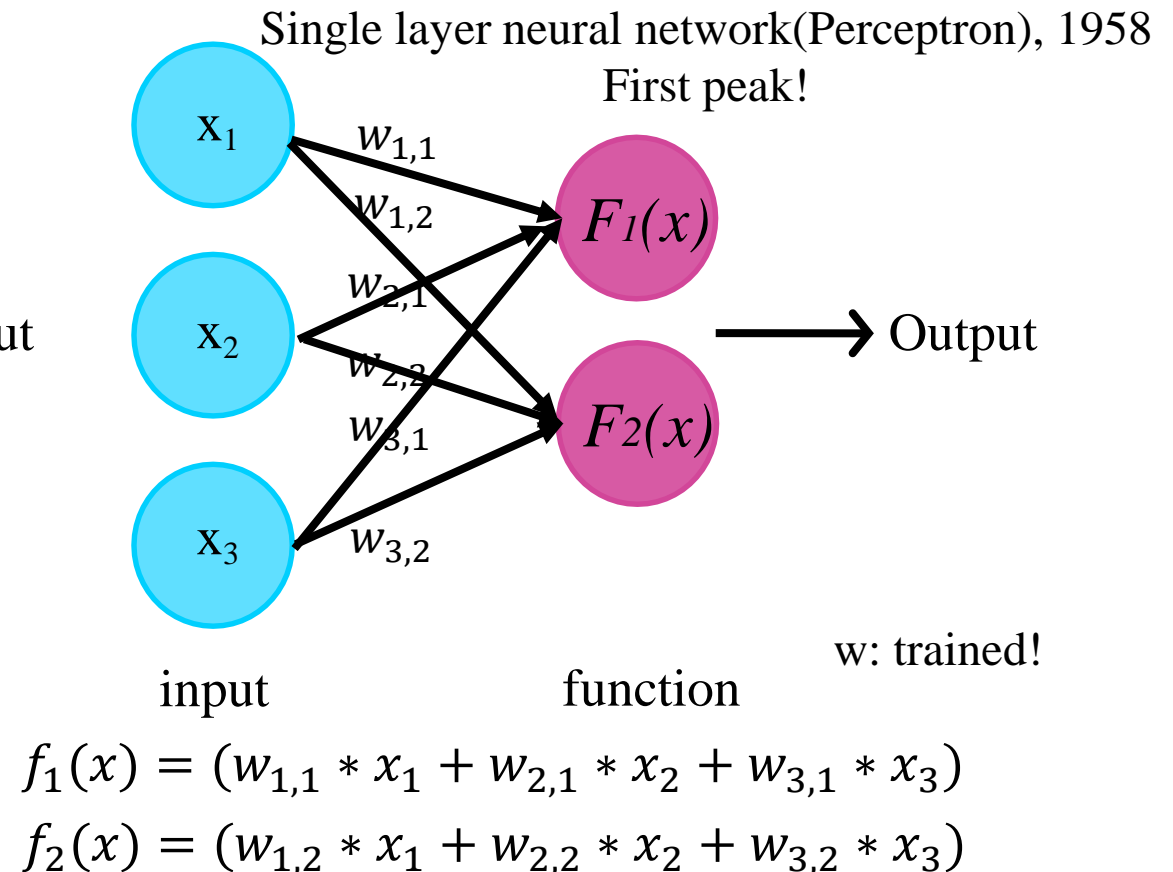 Single layer neural network(Perceptron), 1958
First peak!
x₁
w₁,₁
w₁,₂
F₁(x)
w₂,₁
ut
x₂
Output
w₂,₂
w₃,₁
F₂(x)
x₃
w₃,₂
w: trained!
input
function
f₁(x) = (w₁,₁ * x₁ + w₂,₁ * x₂ + w₃,₁ * x₃)
f₂(x) = (w₁,₂ * x₁ + w₂,₂ * x₂ + w₃,₂ * x₃)